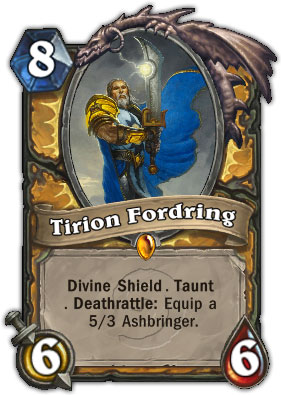 8
Tirion Fordring
Divine Shield . Taunt
. Deathrattle: Equip a
5/3 Ashbringer.
6 6